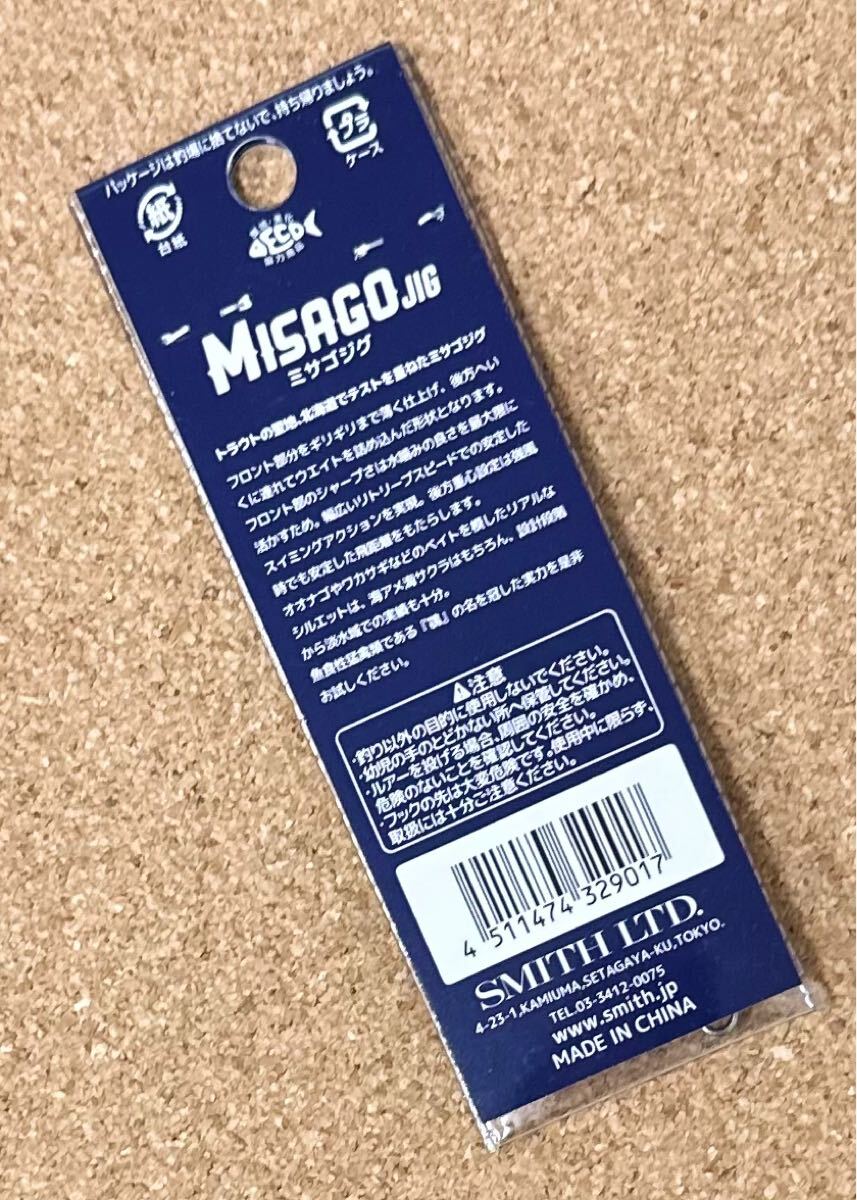 パッケージは釣場に捨てないで、持ち帰りましょう。
紙
台紙
プラ
ケース
ECO
MISAGO JIG
ミサゴジグ
トラウトの聖地、北海道でテストを重ねたミサゴジグ
フロント部分をギリギリまで薄く仕上げ、後方へい
くに連れてウエイトを詰め込んだ形状となります。
フロント部のシャープさは水絡みの良さを最大限に
活かすため。幅広いリトリーブスピードでの安定した
スイミングアクションを実現。後方重心設定は強風
時でも安定した飛距離をもたらします。
オオナゴやワカサギなどのベイトを模したリアルな
シルエットは、海アメ海サクラはもちろん、設計段階
から淡水域での実績も十分。
魚食性猛禽類である『鶚』の名を冠した実力を是非
お試しください。
⚠注意
・釣り以外の目的に使用しないでください。
・幼児の手のとどかない所へ保管してください。
・ルアーを投げる場合、周囲の安全を確かめ、
危険のないことを確認してください。
・フックの先は大変危険です。使用中に限らず、
取扱には十分ご注意ください。
4 511474 329017
SMITH LTD.
4-23-1,KAMIUMA,SETAGAYA-KU,TOKYO.
TEL.03-3412-0075
www.smith.jp
MADE IN CHINA